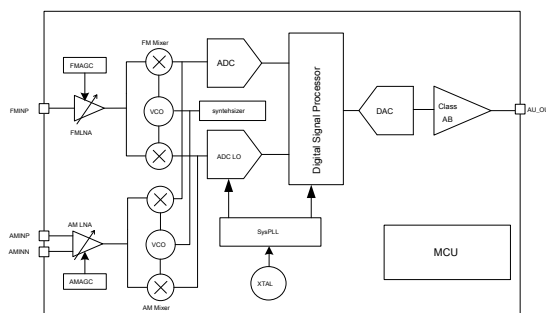 FM Mixer
FMAGC
ADC
FMINP
FMLNA
VCO
syntehsizer
Digital Signal Processor
DAC
Class
AB
AU_OU
ADC LO
AM LNA
AMINP
AMINN
VCO
SysPLL
AMAGC
AM Mixer
XTAL
MCU